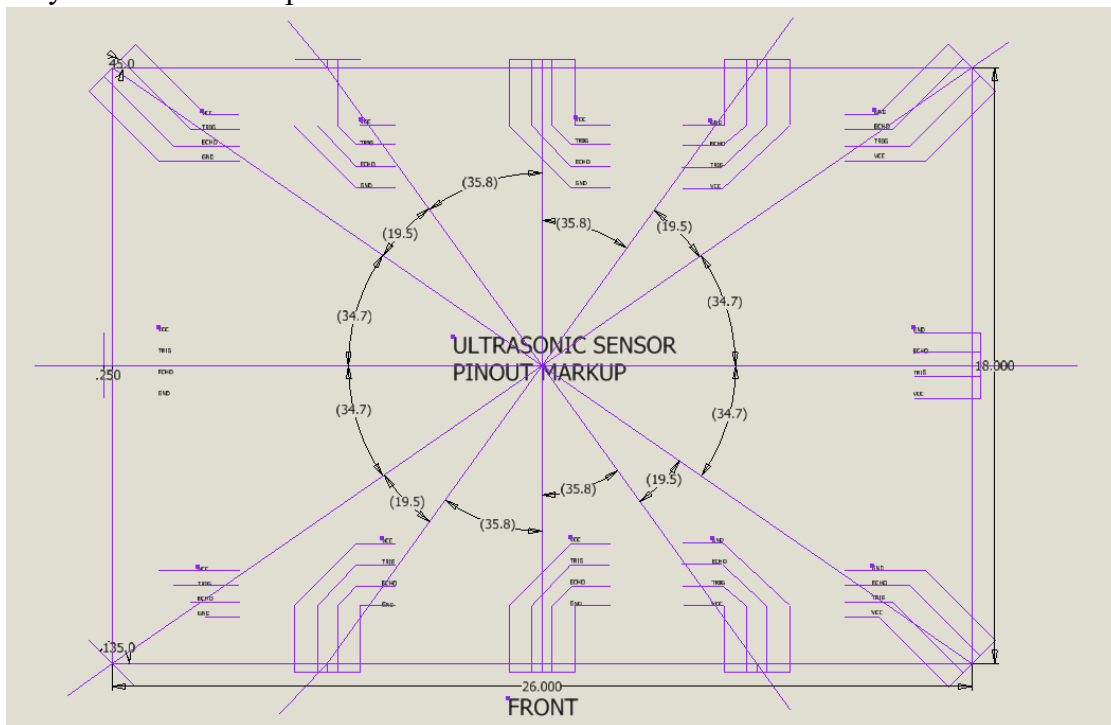 45.0
VCC
TRIG
ECHO
GND
VCC
TRIG
ECHO
GND
VCC
TRIG
ECHO
GND
GND
ECHO
TRIG
VCC
GND
ECHO
TRIG
VCC
(35.8)
(35.8)
(19.5)
(19.5)
(34.7)
(34.7)
VCC
TRIG
ECHO
GND
.250
ULTRASONIC SENSOR
PINOUT MARKUP
GND
ECHO
TRIG
VCC
18.000
(34.7)
(34.7)
(19.5)
(35.8)
(35.8)
(19.5)
VCC
TRIG
ECHO
GND
VCC
TRIG
ECHO
GND
VCC
TRIG
ECHO
GND
GND
ECHO
TRIG
VCC
GND
ECHO
TRIG
VCC
135.0
26.000
FRONT